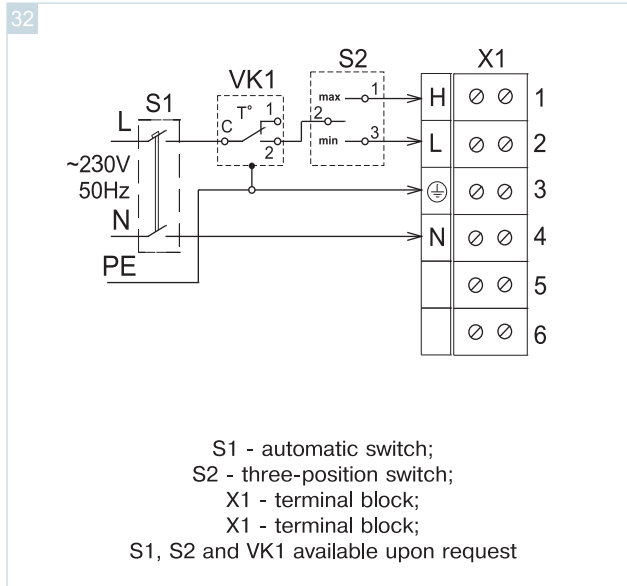 32
S2 X1
VK1
S1
max 1 H 1
T° 1
L C 2
2 min 3 L 2
~230V
50Hz 3
N N 4
PE
5
6
S1 - automatic switch;
S2 - three-position switch;
X1 - terminal block;
X1 - terminal block;
S1, S2 and VK1 available upon request